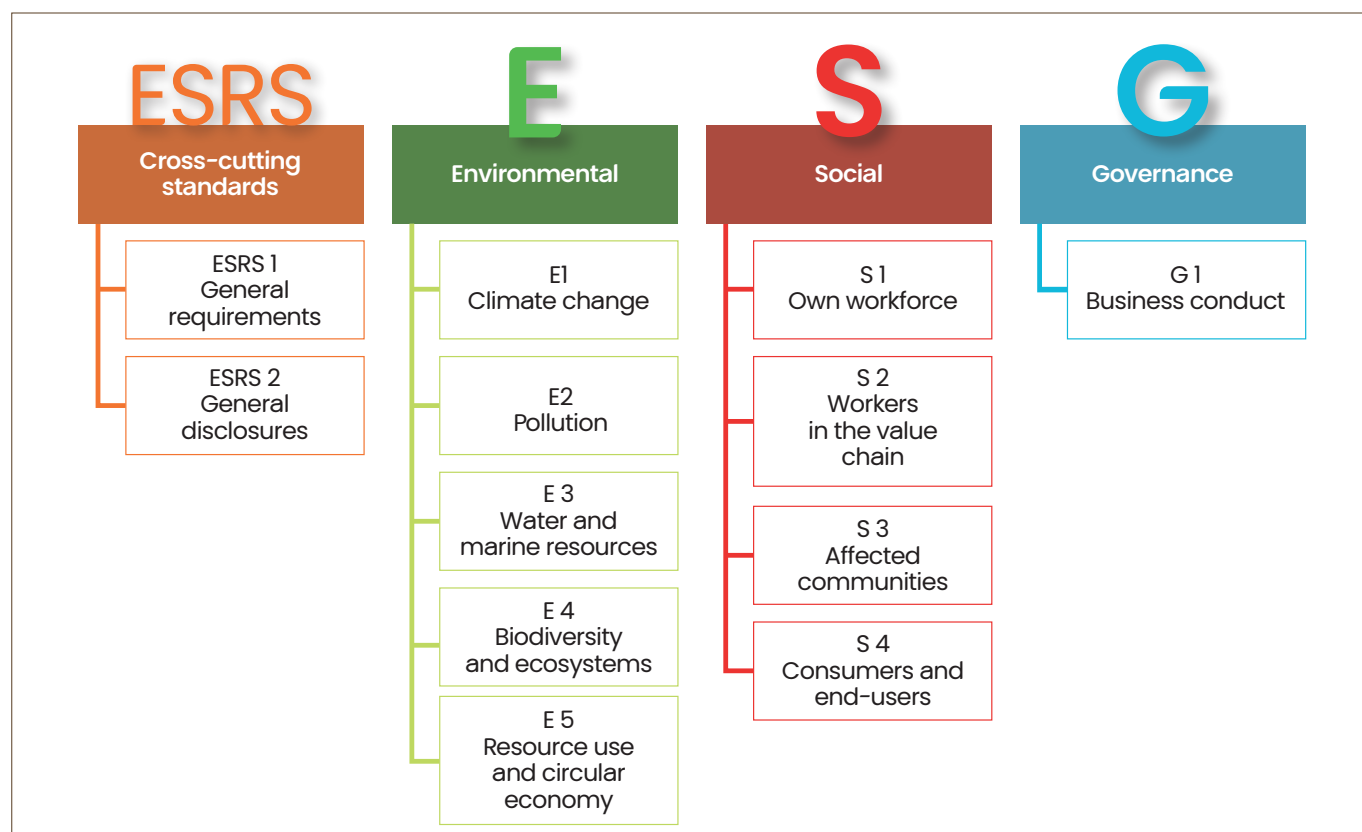 ESRS
Cross-cutting
standards
ESRS 1
General
requirements
ESRS 2
General
disclosures
E
Environmental
E1
Climate change
E2
Pollution
E 3
Water and
marine resources
E 4
Biodiversity
and ecosystems
E 5
Resource use
and circular
economy
S
Social
S 1
Own workforce
S 2
Workers
in the value
chain
S 3
Affected
communities
S 4
Consumers and
end-users
G
Governance
G 1
Business conduct